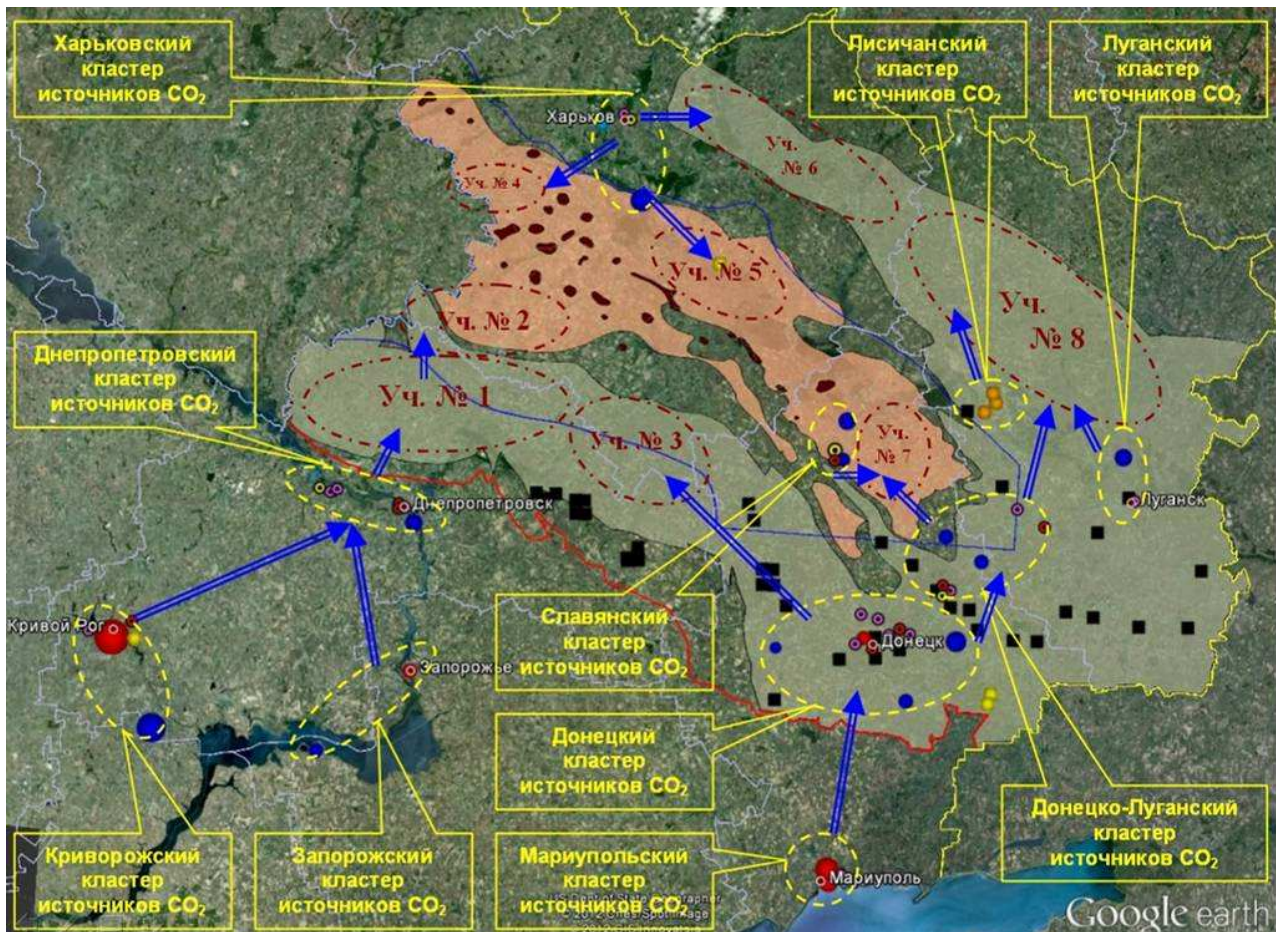 Харьковский
кластер
источников CO₂
Лисичанский
кластер
источников CO₂
Луганский
кластер
источников CO₂
Харьков
Уч.
№ 6
Уч. № 4
Уч. № 5
Уч. № 2
Уч.
№ 8
Днепропетровский
кластер
источников CO₂
Уч. № 1
Уч. № 3
Уч.
№ 7
Днепропетровск
Луганск
Кривой Рог
Запорожье
Славянский
кластер
источников CO₂
Донецк
Донецкий
кластер
источников CO₂
Донецко-Луганский
кластер
источников CO₂
Криворожский
кластер
источников CO₂
Запорожский
кластер
источников CO₂
Мариупольский
кластер
источников CO₂
Мариуполь
Google earth